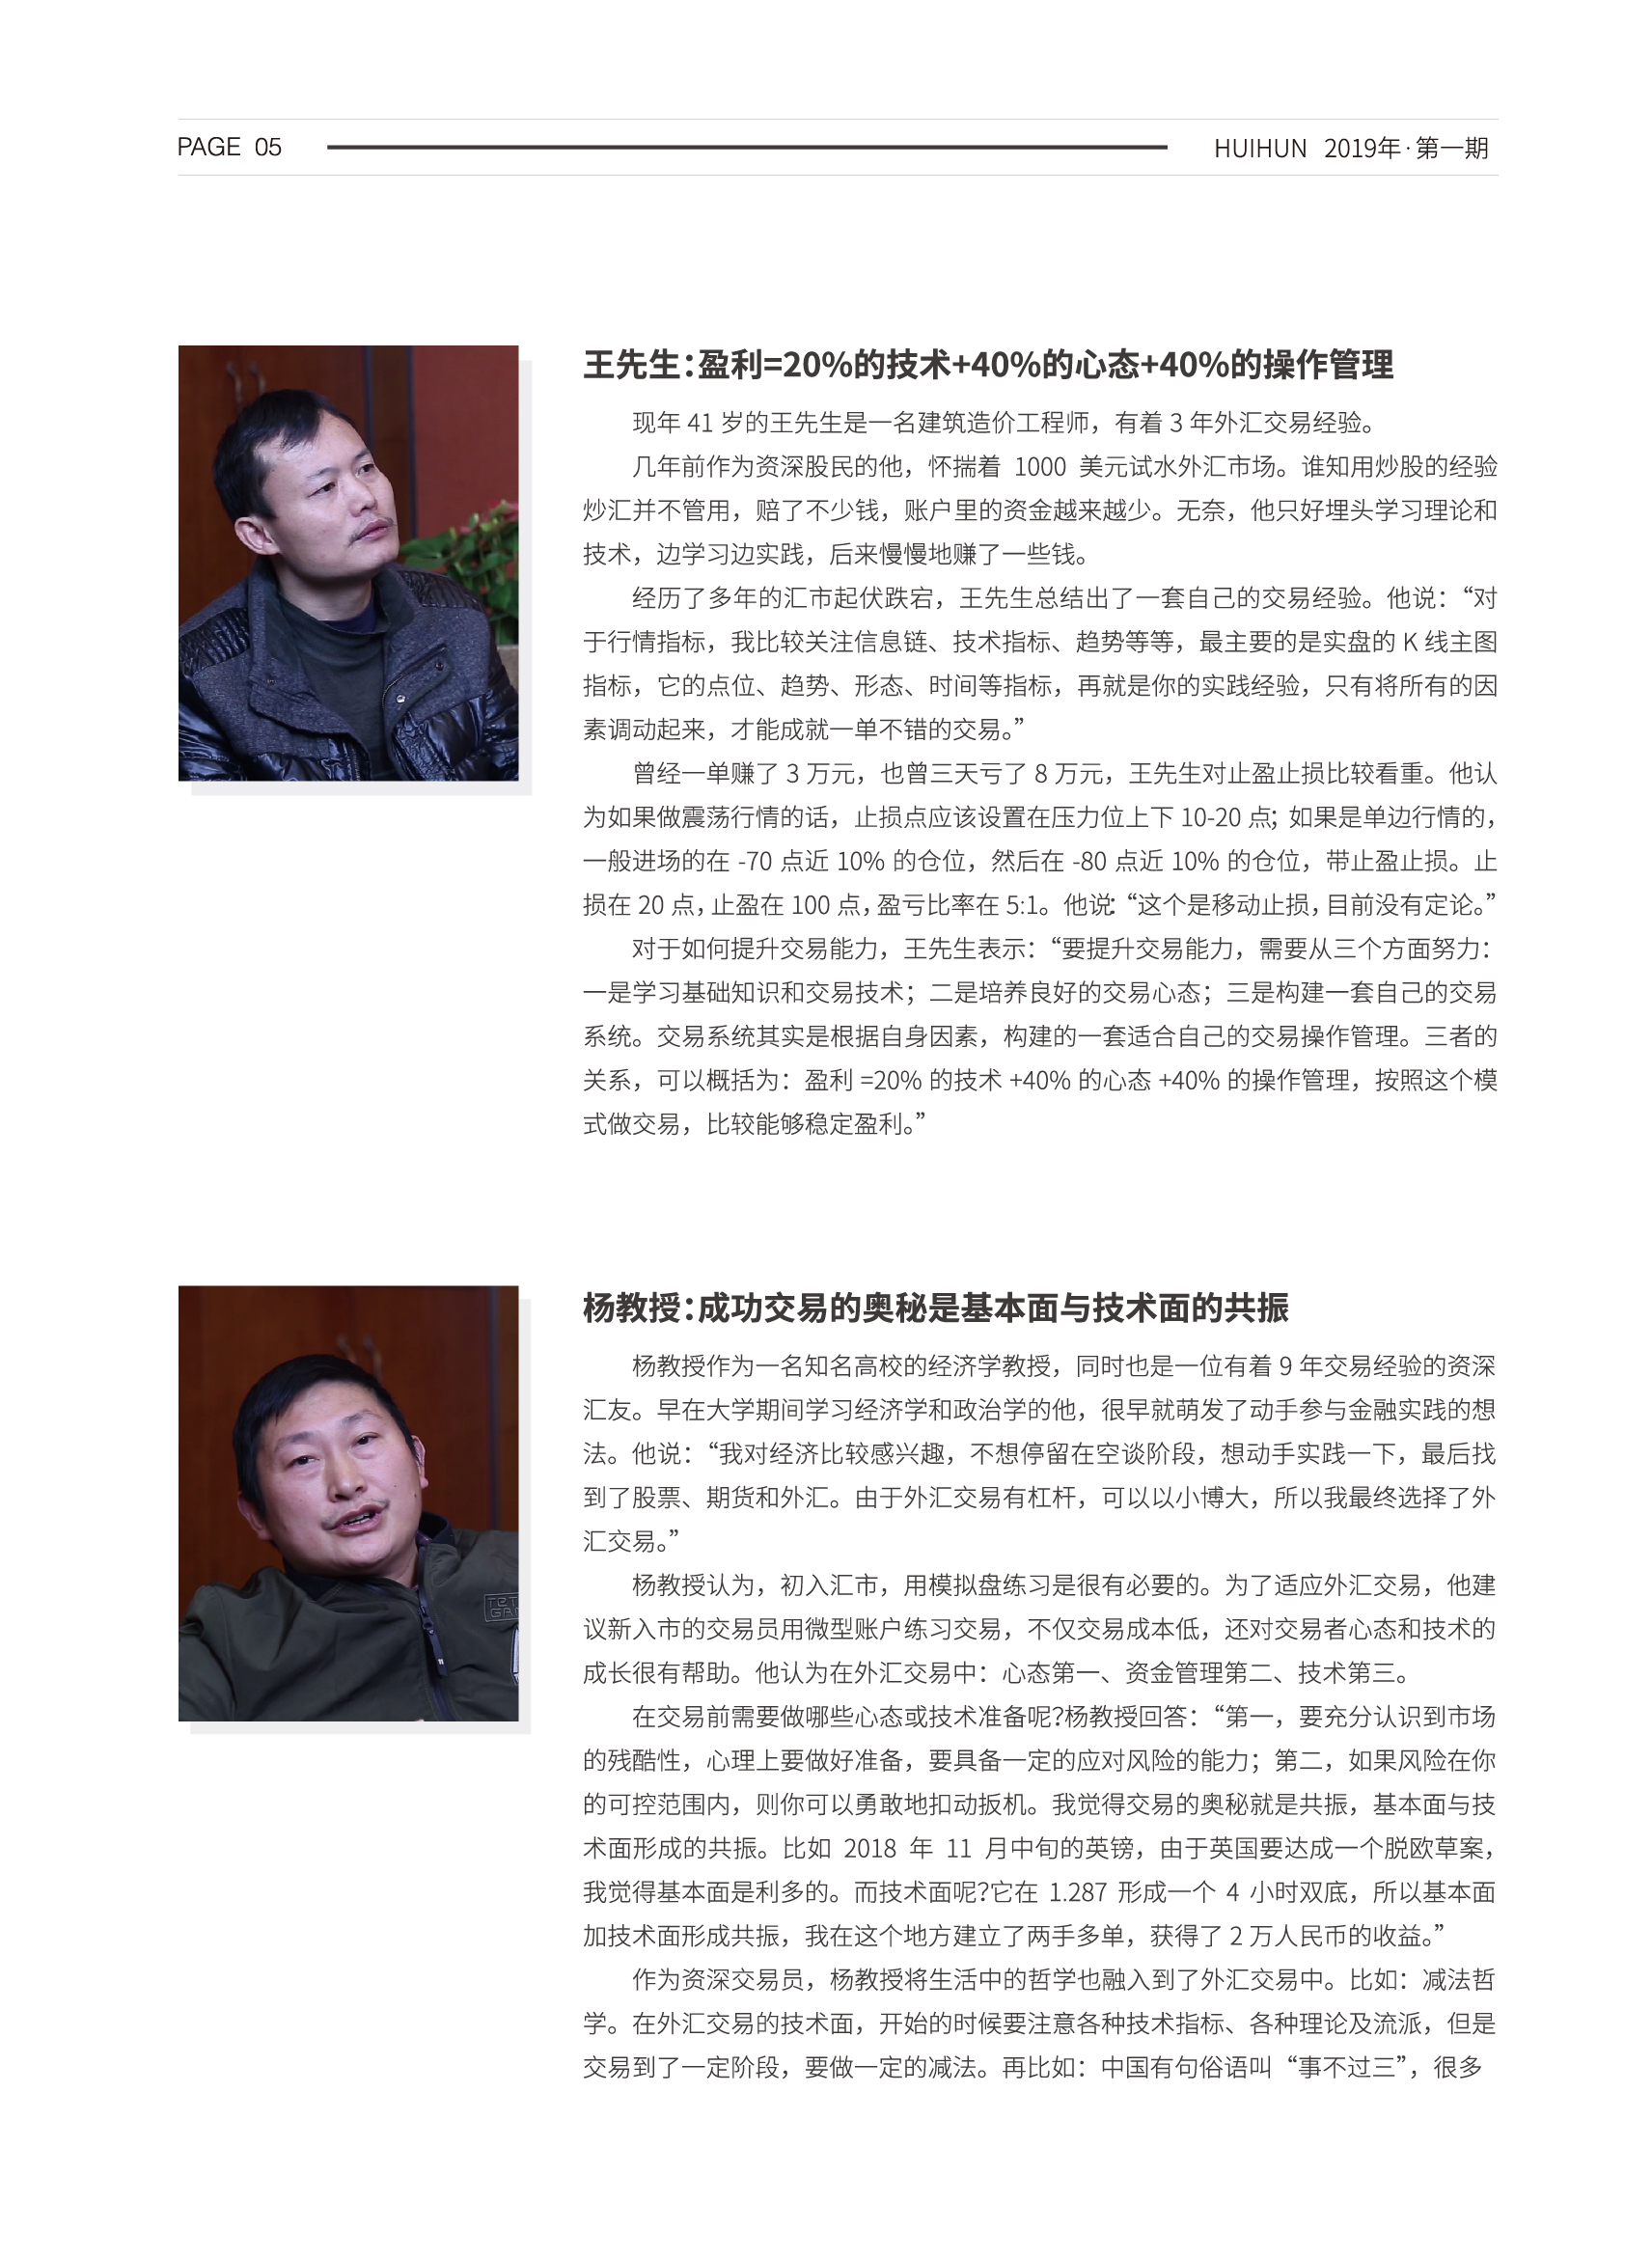 PAGE 05
HUIHUN 2019年·第一期
王先生：盈利=20%的技术+40%的心态+40%的操作管理
现年 41 岁的王先生是一名建筑造价工程师，有着 3 年外汇交易经验。
几年前作为资深股民的他，怀揣着 1000 美元试水外汇市场。谁知用炒股的经验
炒汇并不管用，赔了不少钱，账户里的资金越来越少。无奈，他只好埋头学习理论和
技术，边学习边实践，后来慢慢地赚了一些钱。
经历了多年的汇市起伏跌宕，王先生总结出了一套自己的交易经验。他说：“对
于行情指标，我比较关注信息链、技术指标、趋势等等，最主要的是实盘的 K 线主图
指标，它的点位、趋势、形态、时间等指标，再就是你的实践经验，只有将所有的因
素调动起来，才能成就一单不错的交易。”
曾经一单赚了 3 万元，也曾三天亏了 8 万元，王先生对止盈止损比较看重。他认
为如果做震荡行情的话，止损点应该设置在压力位上下 10-20 点；如果是单边行情的，
一般进场的在 -70 点近 10% 的仓位，然后在 -80 点近 10% 的仓位，带止盈止损。止
损在 20 点，止盈在 100 点，盈亏比率在 5:1。他说：“这个是移动止损，目前没有定论。”
对于如何提升交易能力，王先生表示：“要提升交易能力，需要从三个方面努力：
一是学习基础知识和交易技术；二是培养良好的交易心态；三是构建一套自己的交易
系统。交易系统其实是根据自身因素，构建的一套适合自己的交易操作管理。三者的
关系，可以概括为：盈利 =20% 的技术 +40% 的心态 +40% 的操作管理，按照这个模
式做交易，比较能够稳定盈利。”
杨教授：成功交易的奥秘是基本面与技术面的共振
杨教授作为一名知名高校的经济学教授，同时也是一位有着 9 年交易经验的资深
汇友。早在大学期间学习经济学和政治学的他，很早就萌发了动手参与金融实践的想
法。他说：“我对经济比较感兴趣，不想停留在空谈阶段，想动手实践一下，最后找
到了股票、期货和外汇。由于外汇交易有杠杆，可以以小博大，所以我最终选择了外
汇交易。”
杨教授认为，初入汇市，用模拟盘练习是很有必要的。为了适应外汇交易，他建
议新入市的交易员用微型账户练习交易，不仅交易成本低，还对交易者心态和技术的
成长很有帮助。他认为在外汇交易中：心态第一、资金管理第二、技术第三。
在交易前需要做哪些心态或技术准备呢?杨教授回答：“第一，要充分认识到市场
的残酷性，心理上要做好准备，要具备一定的应对风险的能力；第二，如果风险在你
的可控范围内，则你可以勇敢地扣动扳机。我觉得交易的奥秘就是共振，基本面与技
术面形成的共振。比如 2018 年 11 月中旬的英镑，由于英国要达成一个脱欧草案，
我觉得基本面是利多的。而技术面呢?它在 1.287 形成一个 4 小时双底，所以基本面
加技术面形成共振，我在这个地方建立了两手多单，获得了 2 万人民币的收益。”
作为资深交易员，杨教授将生活中的哲学也融入到了外汇交易中。比如：减法哲
学。在外汇交易的技术面，开始的时候要注意各种技术指标、各种理论及流派，但是
交易到了一定阶段，要做一定的减法。再比如：中国有句俗语叫“事不过三”，很多